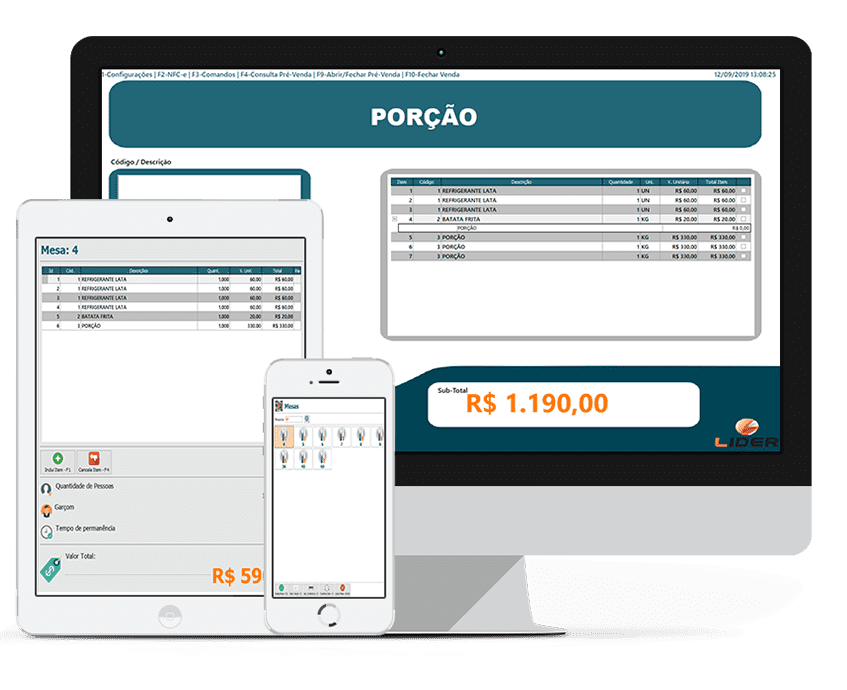 1-Configurações | F2-NFC-e | F3-Comandos | F4-Consulta Pré-Venda | F9-Abrir/Fechar Pré-Venda | F10-Fechar Venda
12/09/2019 13:08:25
PORÇÃO
Código / Descrição
Item Código Descrição Quantidade Uni. V. Unitário Total Item
1 1 REFRIGERANTE LATA 1 UN R$ 60,00 R$ 60,00
2 1 REFRIGERANTE LATA 1 UN R$ 60,00 R$ 60,00
3 1 REFRIGERANTE LATA 1 UN R$ 60,00 R$ 60,00
4 2 BATATA FRITA 1 KG R$ 20,00 R$ 20,00
PORÇÃO R$ 0,00
5 3 PORÇÃO 1 KG R$ 330,00 R$ 330,00
6 3 PORÇÃO 1 KG R$ 330,00 R$ 330,00
7 3 PORÇÃO 1 KG R$ 330,00 R$ 330,00
Sub-Total
R$ 1.190,00
LIDER
Mesa: 4
Id Cód. Descrição Quant. V. Unit Total
1 1 REFRIGERANTE LATA 1,000 60,00 R$ 60,00
2 1 REFRIGERANTE LATA 1,000 60,00 R$ 60,00
3 1 REFRIGERANTE LATA 1,000 60,00 R$ 60,00
4 1 REFRIGERANTE LATA 1,000 60,00 R$ 60,00
5 2 BATATA FRITA 1,000 20,00 R$ 20,00
6 3 PORÇÃO 1,000 330,00 R$ 330,00
Inclui Item - F1 Cancela Item - F4
Quantidade de Pessoas
Garçom
Tempo de permanência
Valor Total:
R$ 59
Mesas